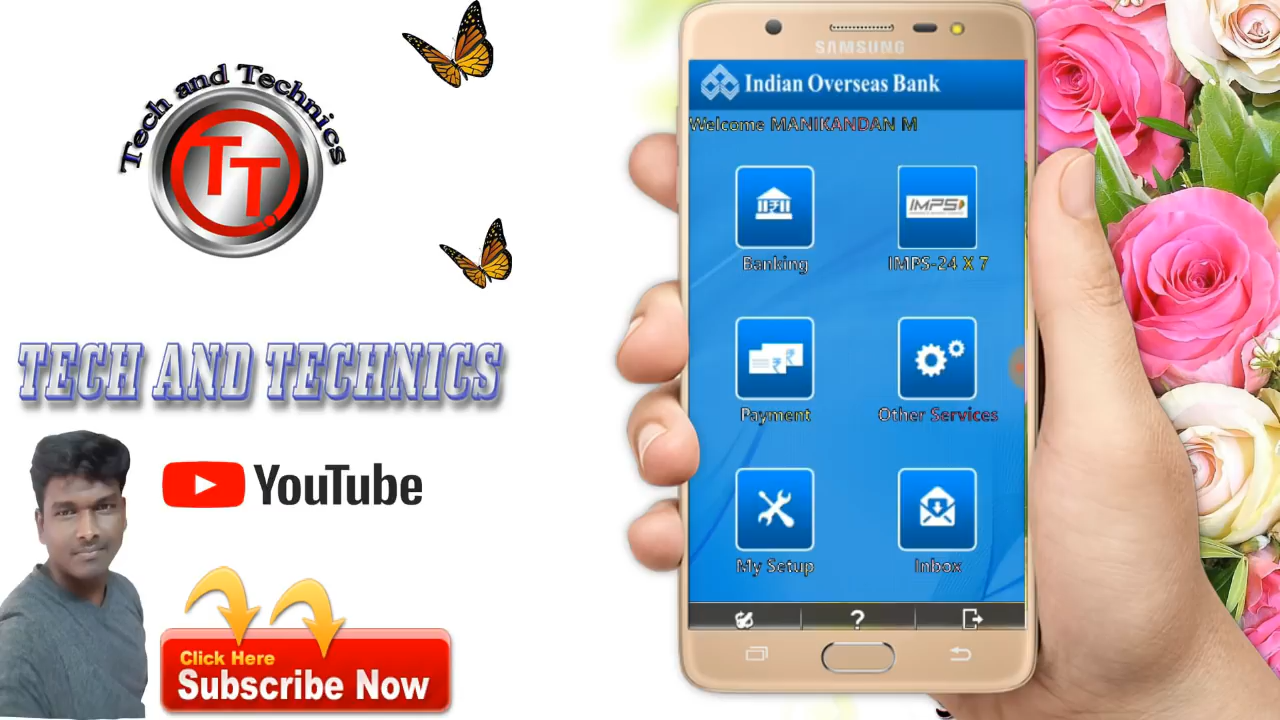 Tech and Technics
TT
TECH AND TECHNICS
YouTube
Click Here
Subscribe Now
SAMSUNG
Indian Overseas Bank
Welcome MANIKANDAN M
IMPS
Banking
IMPS-24 X 7
Payment
Other Services
My Setup
Inbox
?